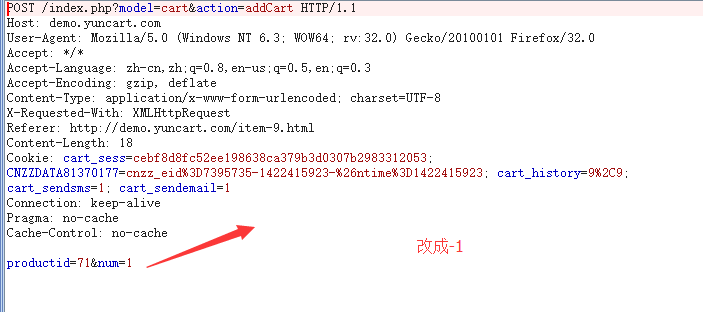 POST /index.php?model=cart&action=addCart HTTP/1.1
Host: demo.yuncart.com
User-Agent: Mozilla/5.0 (Windows NT 6.3; WOW64; rv:32.0) Gecko/20100101 Firefox/32.0
Accept: */*
Accept-Language: zh-cn,zh;q=0.8,en-us;q=0.5,en;q=0.3
Accept-Encoding: gzip, deflate
Content-Type: application/x-www-form-urlencoded; charset=UTF-8
X-Requested-With: XMLHttpRequest
Referer: http://demo.yuncart.com/item-9.html
Content-Length: 18
Cookie: cart_sess=cebf8d8fc52ee198638ca379b3d0307b2983312053;
CNZZDATA81370177=cnzz_eid%3D7395735-1422415923-%26ntime%3D1422415923; cart_history=9%2C9;
cart_sendsms=1; cart_sendemail=1
Connection: keep-alive
Pragma: no-cache
Cache-Control: no-cache
改成-1
productid=71&num=1